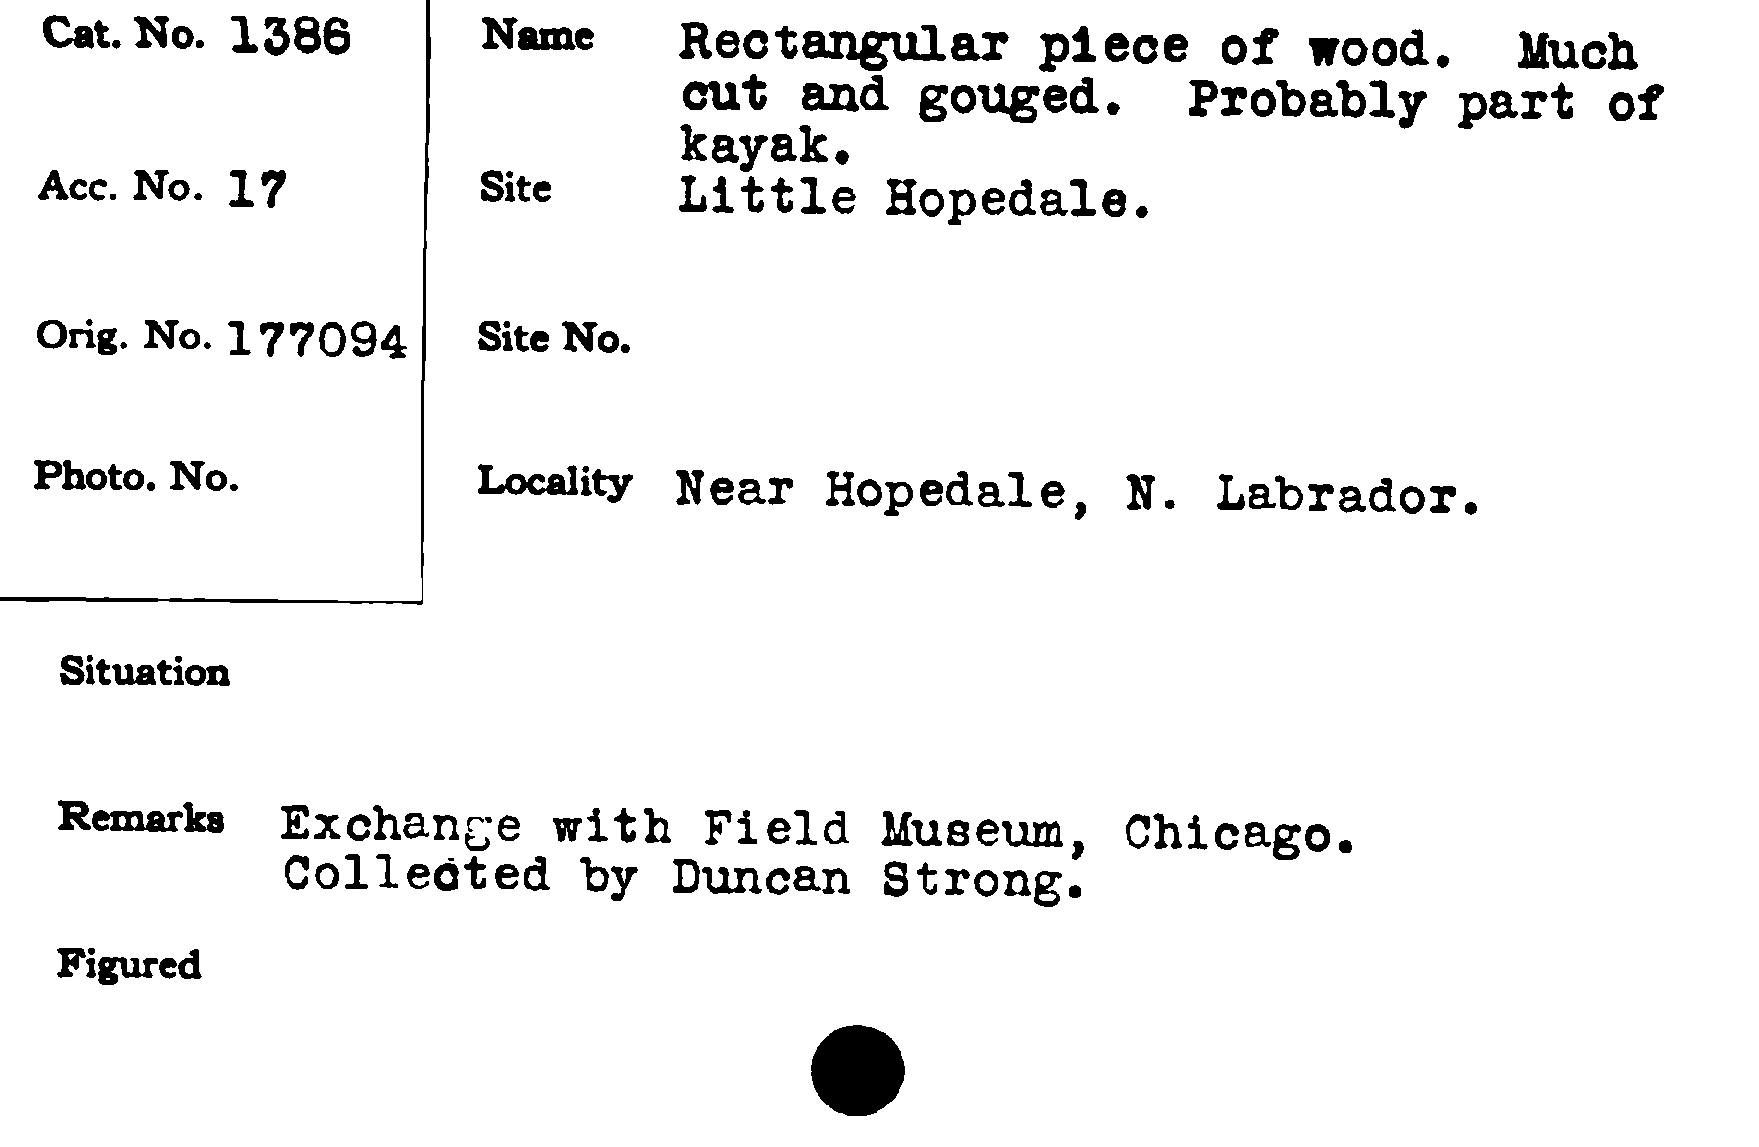 Cat. No. 1386
Name Rectangular piece of wood. Much
cut and gouged. Probably part of
kayak.
Acc. No. 17
Site Little Hopedale.
Orig. No. 177094
Site No.
Photo. No.
Locality Near Hopedale, N. Labrador.
Situation
Remarks Exchange with Field Museum, Chicago.
Collected by Duncan Strong.
Figured